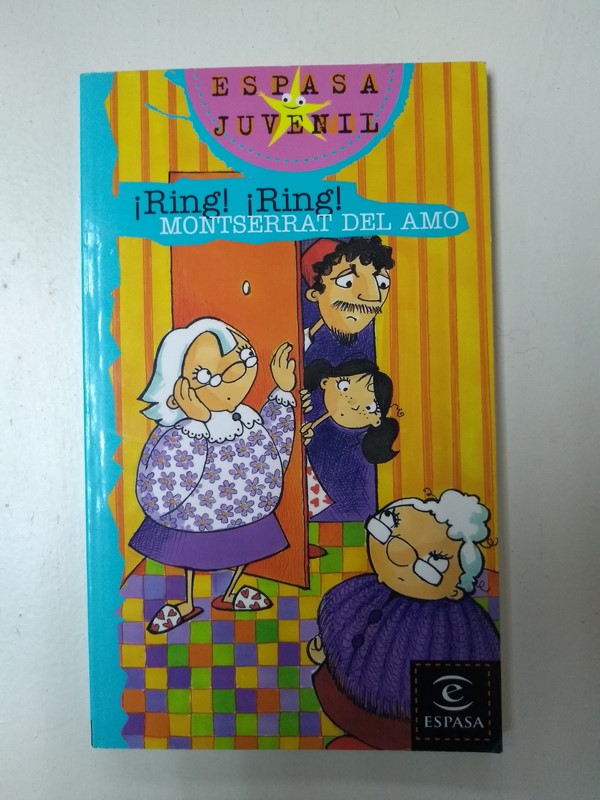 ESPASA
JUVENIL
¡Ring! ¡Ring!
MONTSERRAT DEL AMO
e
ESPASA